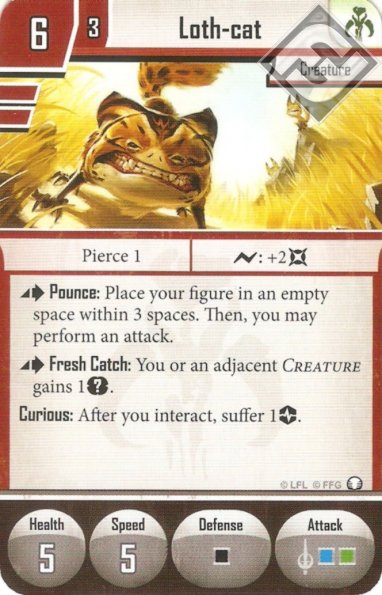 6
3
Loth-cat
Creature
Pierce 1
: +2
Pounce: Place your figure in an empty
space within 3 spaces. Then, you may
perform an attack.
Fresh Catch: You or an adjacent CREATURE
gains 1.
Curious: After you interact, suffer 1.
© LFL © FFG
Health
Speed
Defense
Attack
5
5